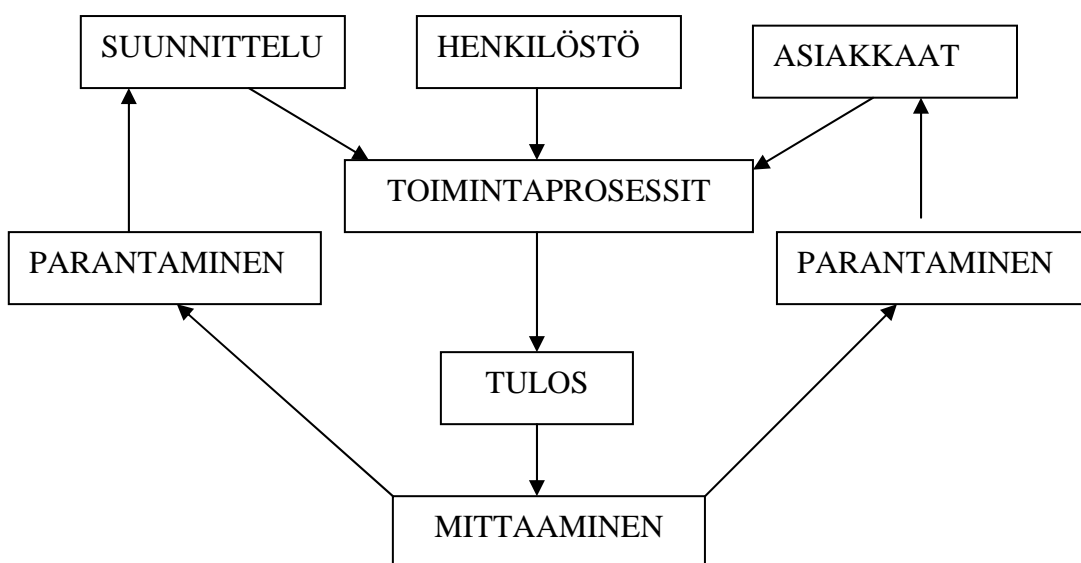 SUUNNITTELU
HENKILÖSTÖ
ASIAKKAAT
TOIMINTAPROSESSIT
PARANTAMINEN
PARANTAMINEN
TULOS
MITTAAMINEN